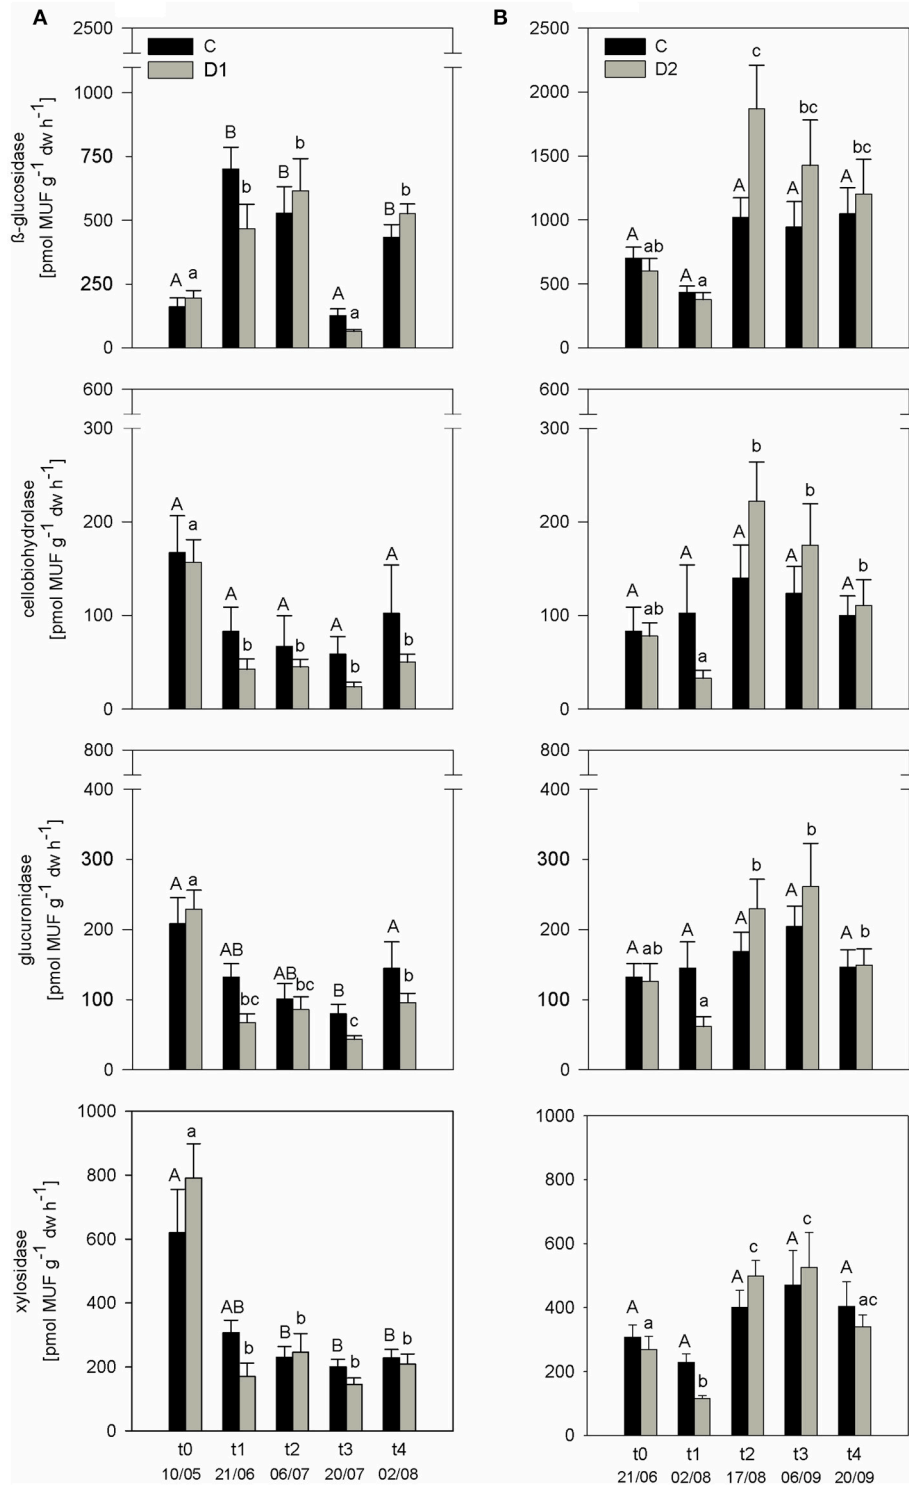 A
B
2500
1000
750
500
250
0
ß-glucosidase
[pmol MUF g⁻¹ dw h⁻¹]
C
D1
A a B b B b A a B b
2500
2000
1500
1000
500
0
C
D2
A ab A a A c A bc A bc
600
300
200
100
0
cellobiohydrolase
[pmol MUF g⁻¹ dw h⁻¹]
A a A b A b A b A b
600
300
200
100
0
A ab A a A b A b A b
800
400
300
200
100
0
glucuronidase
[pmol MUF g⁻¹ dw h⁻¹]
A a AB bc AB bc B c A b
800
400
300
200
100
0
A ab A a A b A b A b
1000
800
600
400
200
0
xylosidase
[pmol MUF g⁻¹ dw h⁻¹]
A a AB b B b B b B b
t0 t1 t2 t3 t4
10/05 21/06 06/07 20/07 02/08
1000
800
600
400
200
0
A a A b A c A c A ac
t0 t1 t2 t3 t4
21/06 02/08 17/08 06/09 20/09